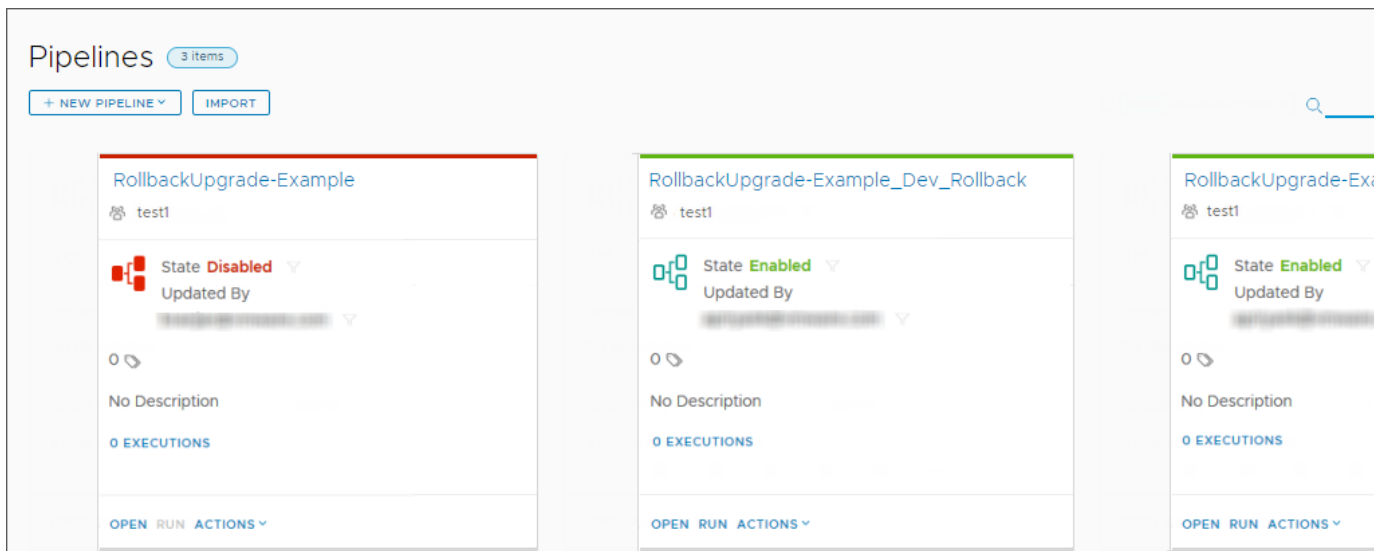 Pipelines 3 items
+ NEW PIPELINE IMPORT
RollbackUpgrade-Example
test1
State Disabled
Updated By
0
No Description
0 EXECUTIONS
OPEN RUN ACTIONS
RollbackUpgrade-Example_Dev_Rollback
test1
State Enabled
Updated By
0
No Description
0 EXECUTIONS
OPEN RUN ACTIONS
RollbackUpgrade-Exa
test1
State Enabled
Updated By
0
No Description
0 EXECUTIONS
OPEN RUN ACTIONS